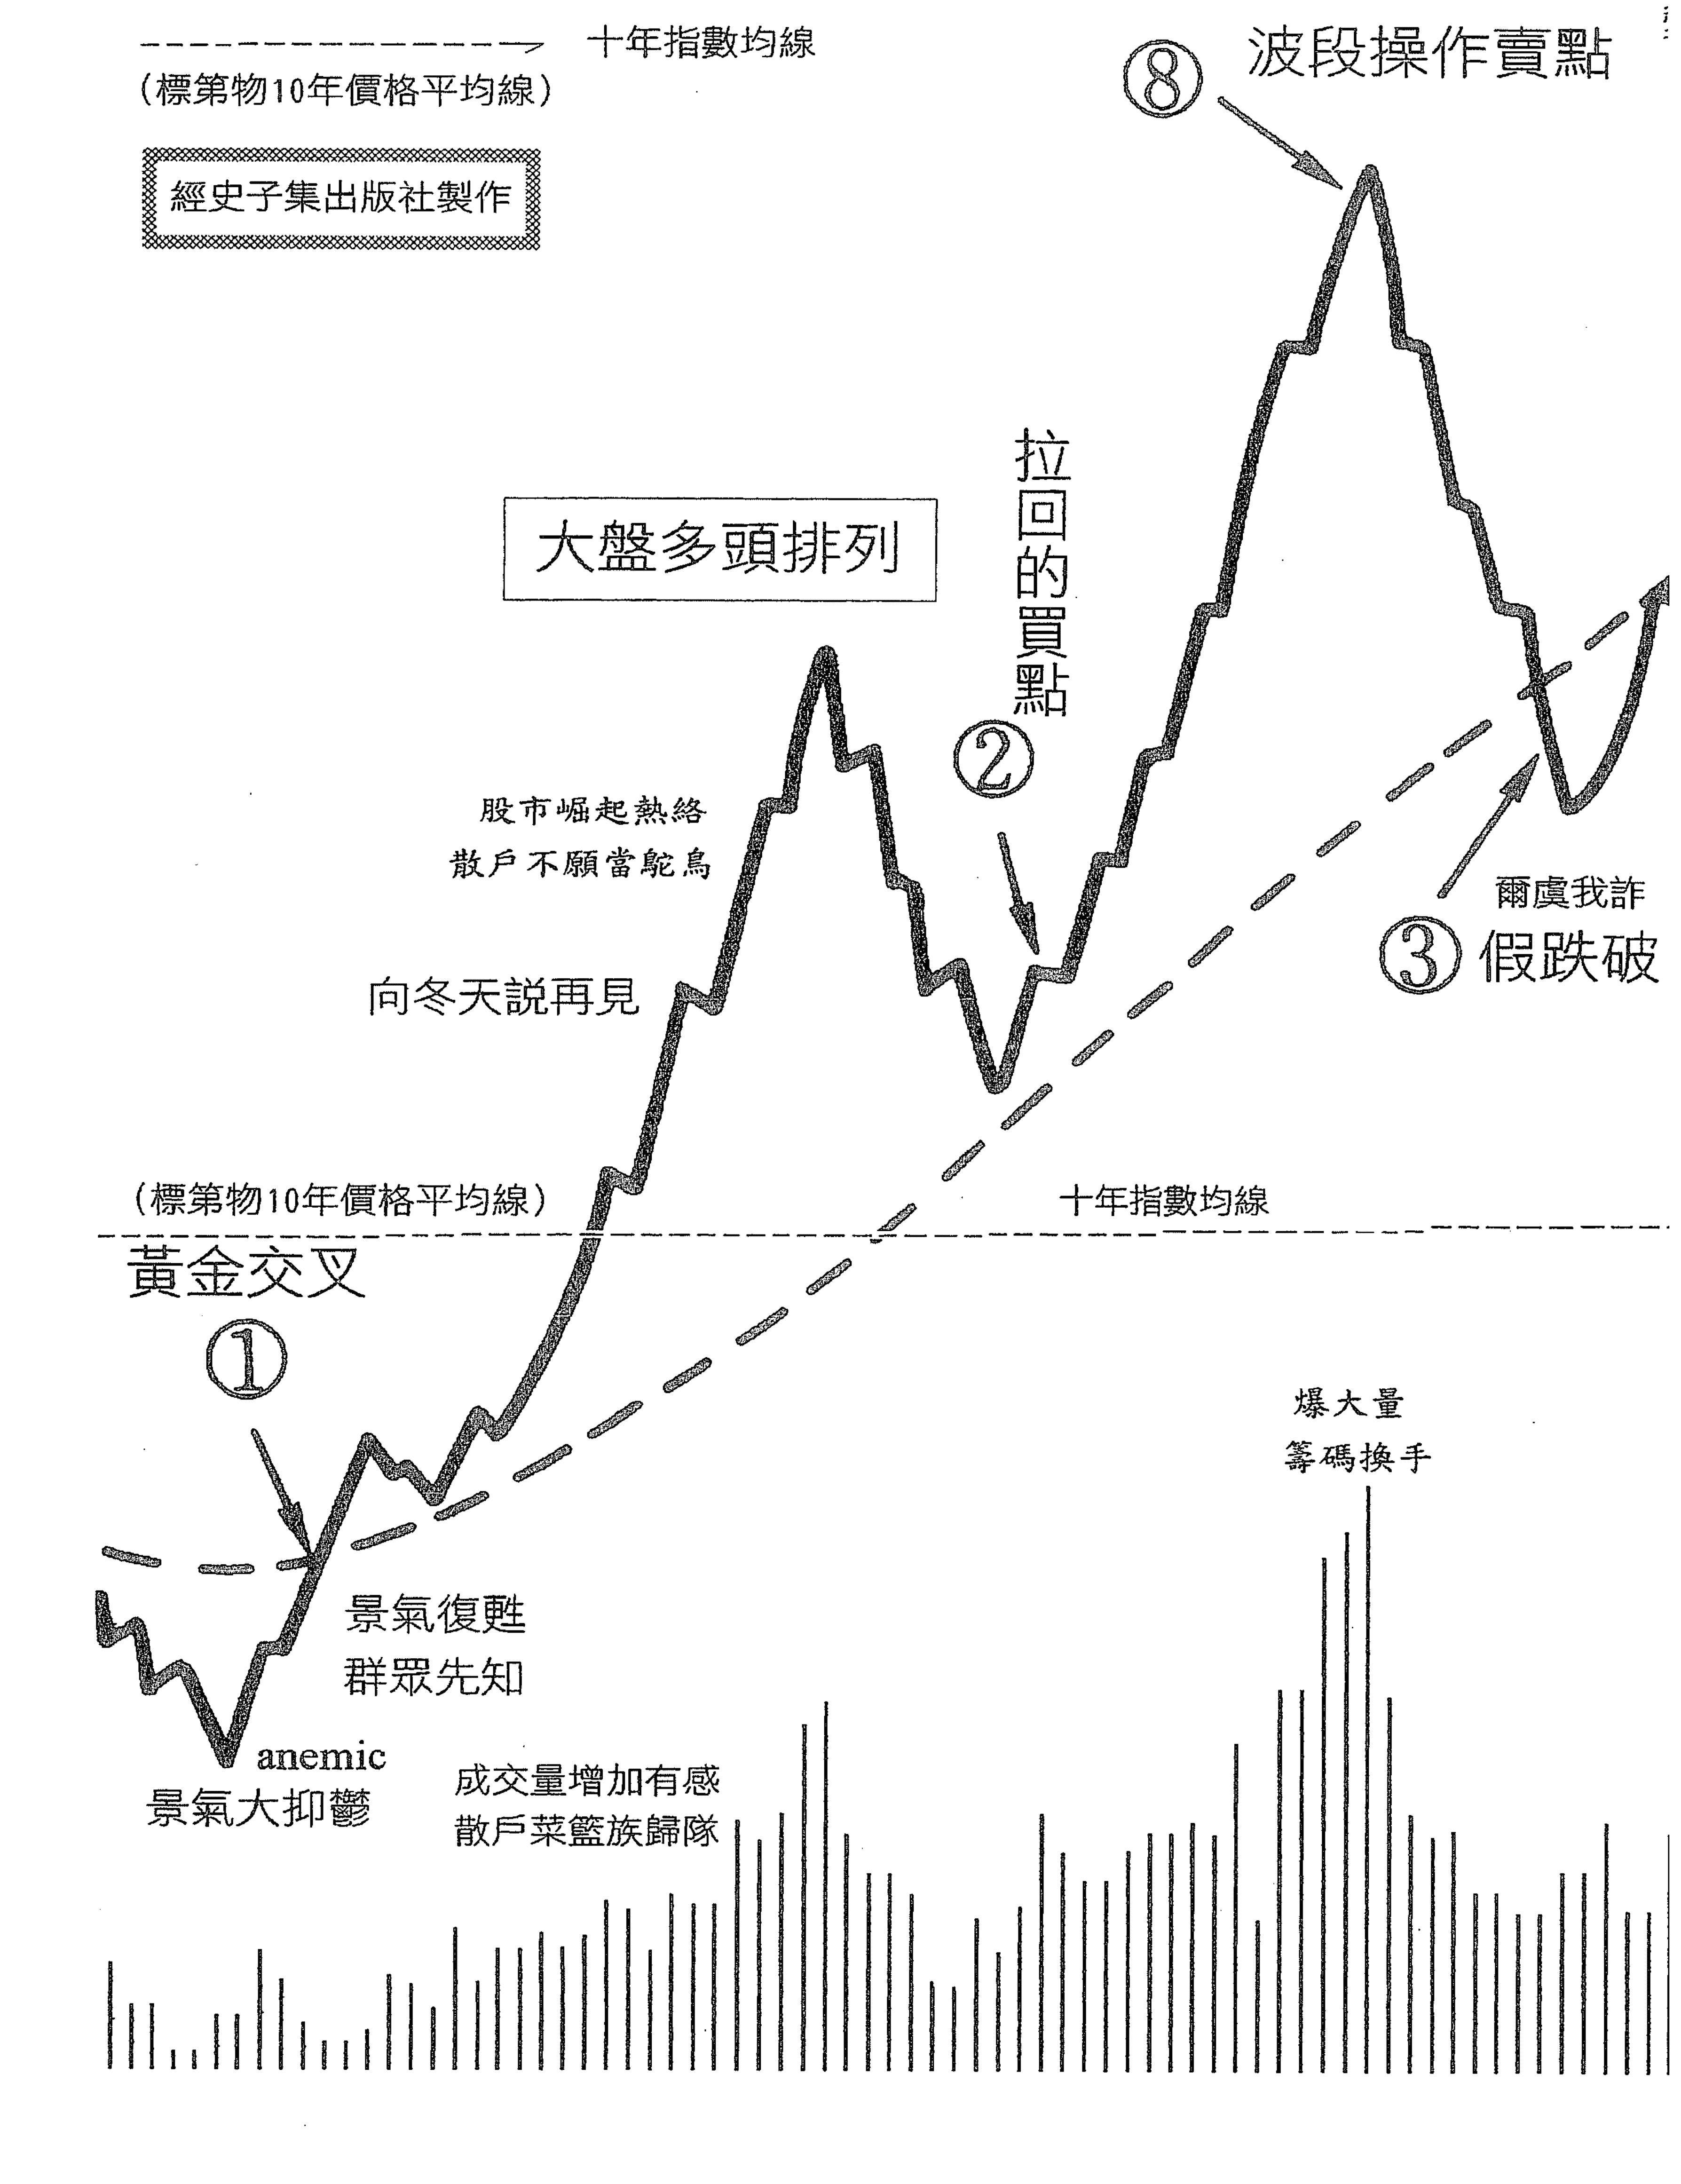 十年指數均線
(標第物10年價格平均線)
經史子集出版社製作
⑧
波段操作賣點
大盤多頭排列
拉回的買點
②
股市崛起熱絡
散戶不願當鴕鳥
向冬天説再見
爾虞我詐
③假跌破
(標第物10年價格平均線)
十年指數均線
黃金交叉
①
爆大量
籌碼換手
景氣復甦
群眾先知
anemic
景氣大抑鬱
成交量增加有感
散戶菜籃族歸隊